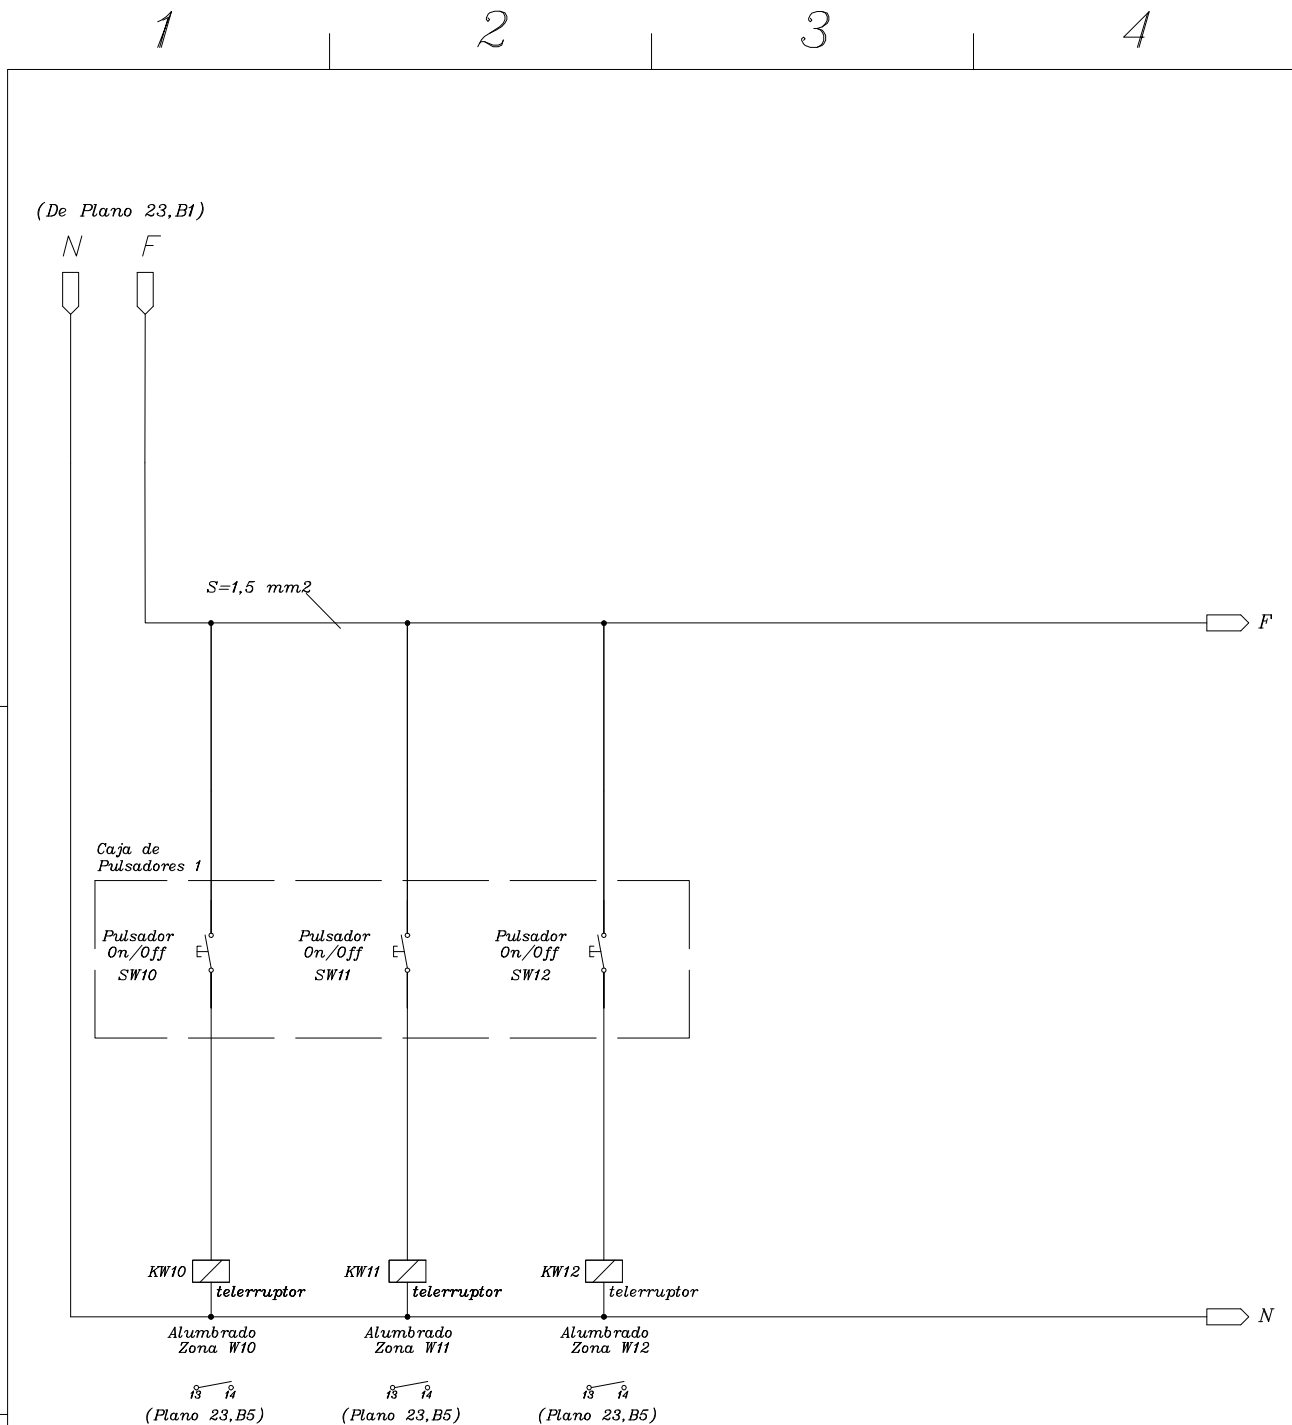 1 2 3 4
(De Plano 23,B1)
N F
S=1,5 mm2
F
Caja de
Pulsadores 1
Pulsador
On/Off
SW10
Pulsador
On/Off
SW11
Pulsador
On/Off
SW12
KW10
telerruptor
KW11
telerruptor
KW12
telerruptor
N
Alumbrado
Zona W10
Alumbrado
Zona W11
Alumbrado
Zona W12
13 14
(Plano 23,B5)
13 14
(Plano 23,B5)
13 14
(Plano 23,B5)